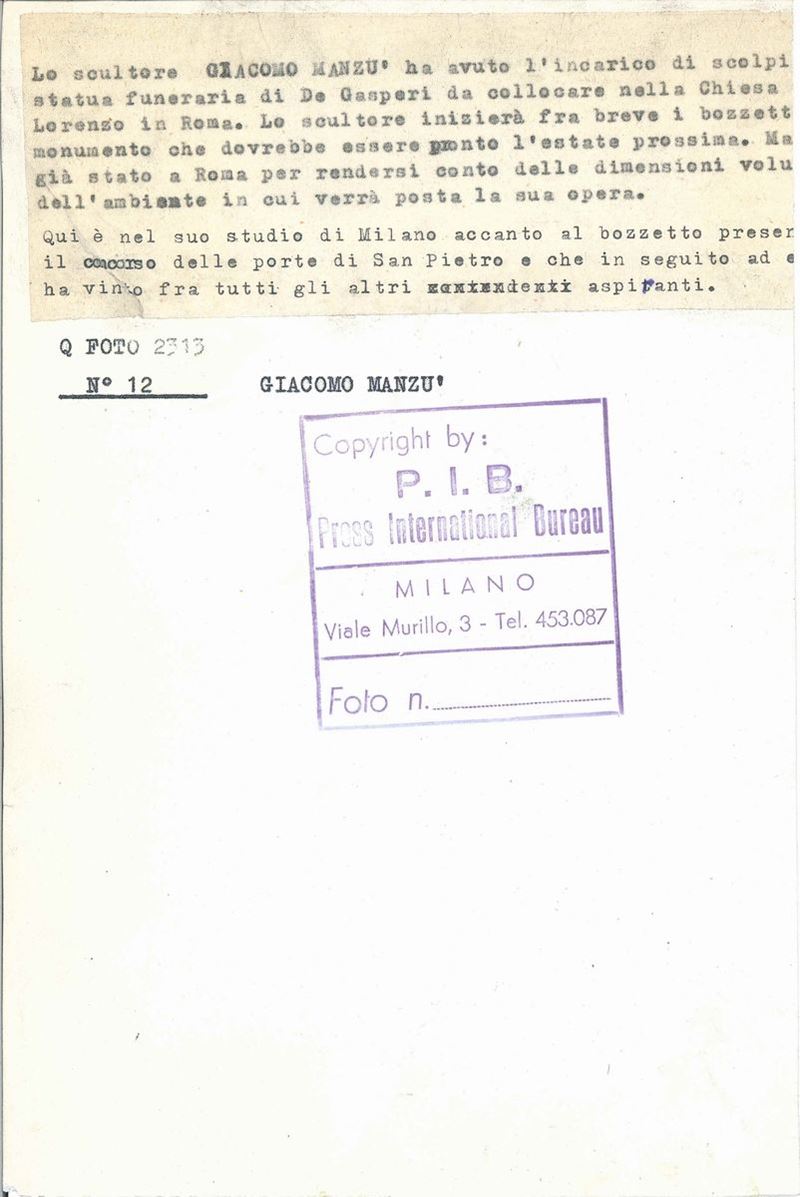 Lo scultore GIACOMO MANZU' ha avuto l'incarico di scolpi
statua funeraria di De Gasperi da collocare nella Chiesa
Lorenzo in Roma. Lo scultore inizierà fra breve i bozzett
monumento che dovrebbe essere pronto l'estate prossima. Ma
già stato a Roma per rendersi conto delle dimensioni volu
dell'ambiente in cui verrà posta la sua opera.
Qui è nel suo studio di Milano accanto al bozzetto presen
il concorso delle porte di San Pietro e che in seguito ad e
ha vinto fra tutti gli altri aspiranti.
Q FOTO 2313
N° 12 GIACOMO MANZU'
Copyright by:
P. I. B.
Press International Bureau
MILANO
Viale Murillo, 3 - Tel. 453.087
Foto n.